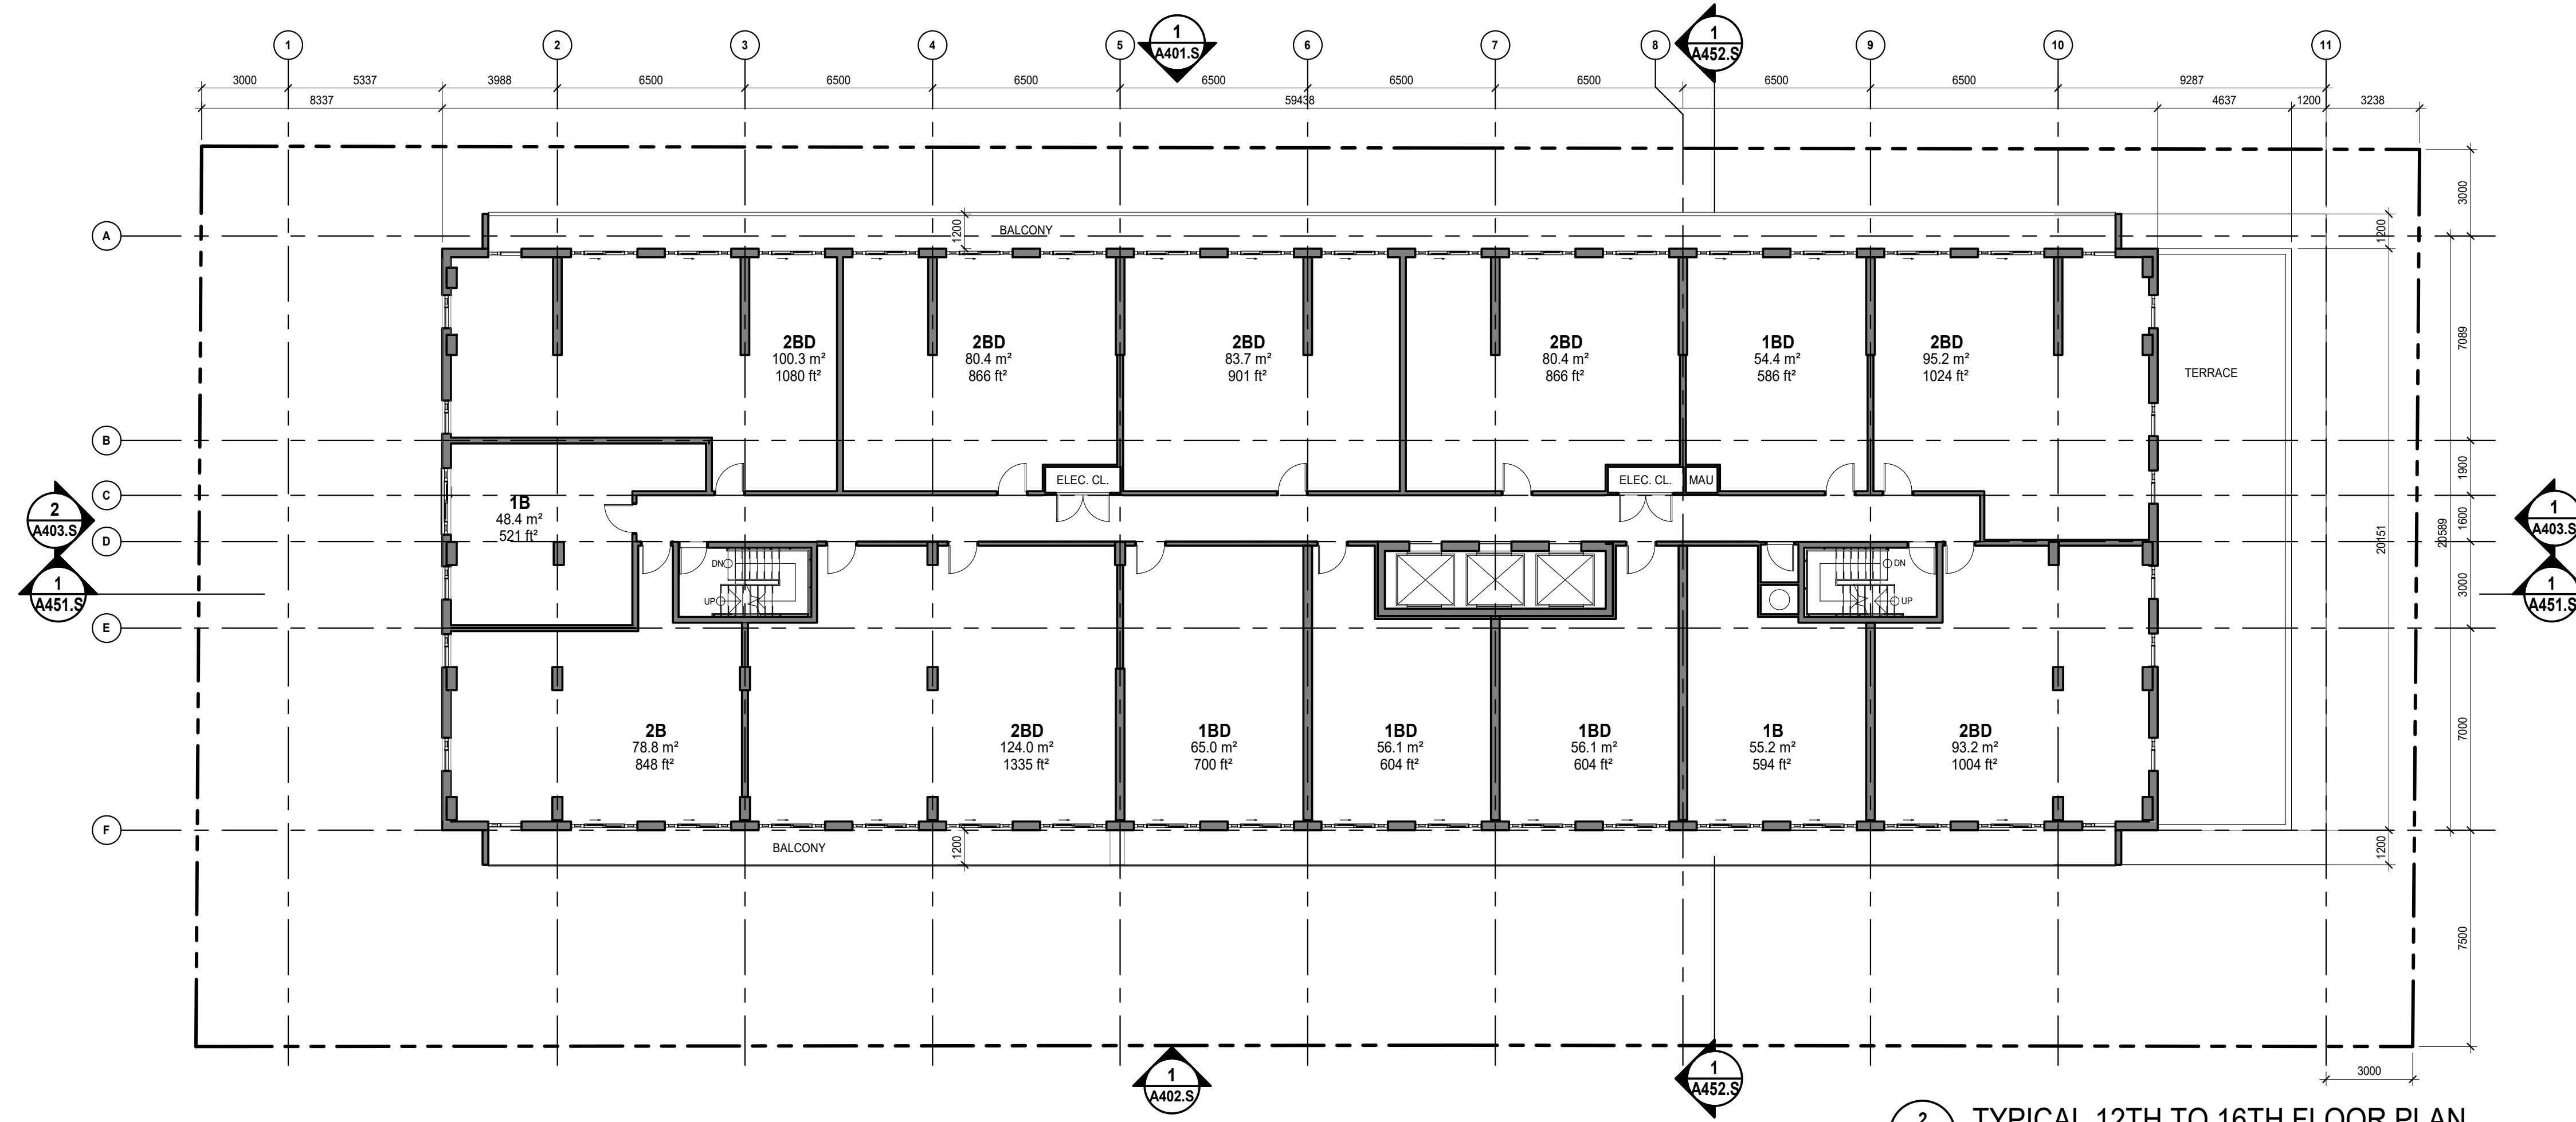 1 2 3 4 5 6 7 8 9 10 11
1
A401.S
1
A452.S
3000 5337 3988 6500 6500 6500 6500 6500 6500 6500 6500 9287
8337 59438 4637 1200 3238
A
B
C
D
E
F
BALCONY
1200
2BD
100.3 m²
1080 ft²
2BD
80.4 m²
866 ft²
2BD
83.7 m²
901 ft²
2BD
80.4 m²
866 ft²
1BD
54.4 m²
586 ft²
2BD
95.2 m²
1024 ft²
TERRACE
ELEC. CL.
ELEC. CL.
MAU
1B
48.4 m²
521 ft²
DN
UP
DN
UP
2B
78.8 m²
848 ft²
2BD
124.0 m²
1335 ft²
1BD
65.0 m²
700 ft²
1BD
56.1 m²
604 ft²
1BD
56.1 m²
604 ft²
1B
55.2 m²
594 ft²
2BD
93.2 m²
1004 ft²
BALCONY
1200
1200
20151
1200
20589
3000
7089
1900
1600
3000
7000
7500
3000
2
A403.S
1
A451.S
1
A403.S
1
A451.S
1
A402.S
1
A452.S
2
TYPICAL 12TH TO 16TH FLOOR PLAN